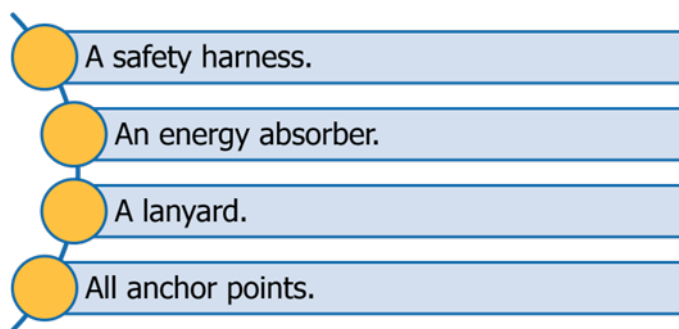 A safety harness.
An energy absorber.
A lanyard.
All anchor points.